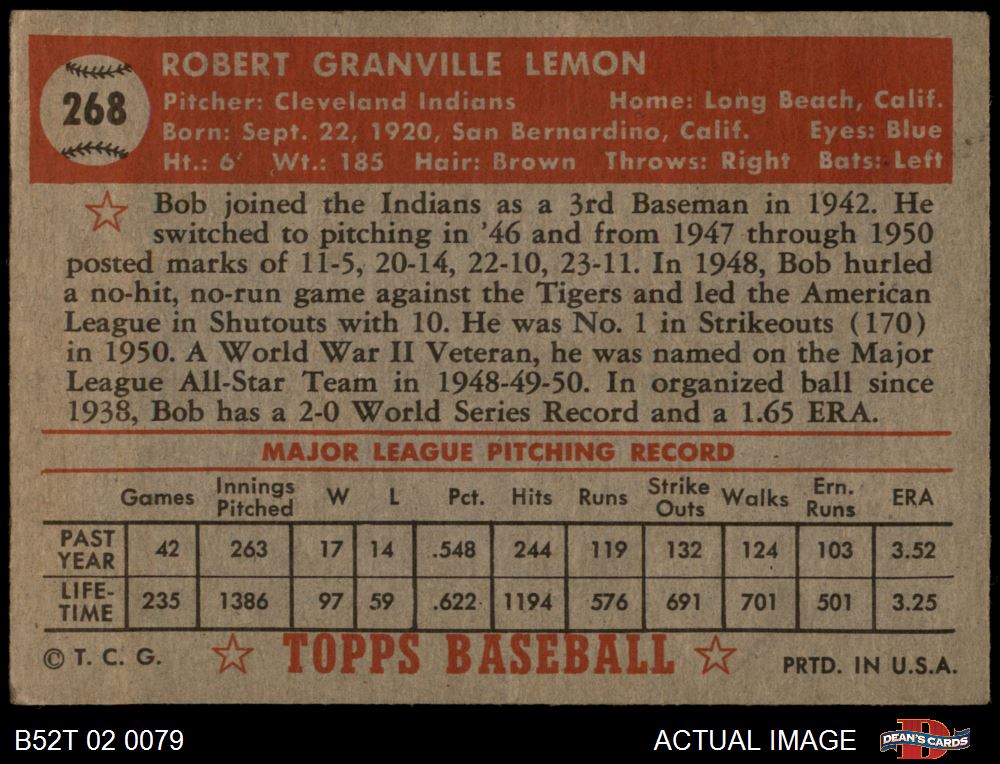 268
ROBERT GRANVILLE LEMON
Pitcher: Cleveland Indians Home: Long Beach, Calif.
Born: Sept. 22, 1920, San Bernardino, Calif. Eyes: Blue
Ht.: 6' Wt.: 185 Hair: Brown Throws: Right Bats: Left
Bob joined the Indians as a 3rd Baseman in 1942. He
switched to pitching in '46 and from 1947 through 1950
posted marks of 11-5, 20-14, 22-10, 23-11. In 1948, Bob hurled
a no-hit, no-run game against the Tigers and led the American
League in Shutouts with 10. He was No. 1 in Strikeouts (170)
in 1950. A World War II Veteran, he was named on the Major
League All-Star Team in 1948-49-50. In organized ball since
1938, Bob has a 2-0 World Series Record and a 1.65 ERA.
MAJOR LEAGUE PITCHING RECORD
Games Innings Pitched W L Pct. Hits Runs Strike Outs Walks Ern. Runs ERA
PAST YEAR 42 263 17 14 .548 244 119 132 124 103 3.52
LIFE-TIME 235 1386 97 59 .622 1194 576 691 701 501 3.25
© T. C. G. TOPPS BASEBALL PRTD. IN U.S.A.
B52T 02 0079 ACTUAL IMAGE DEAN'S CARDS